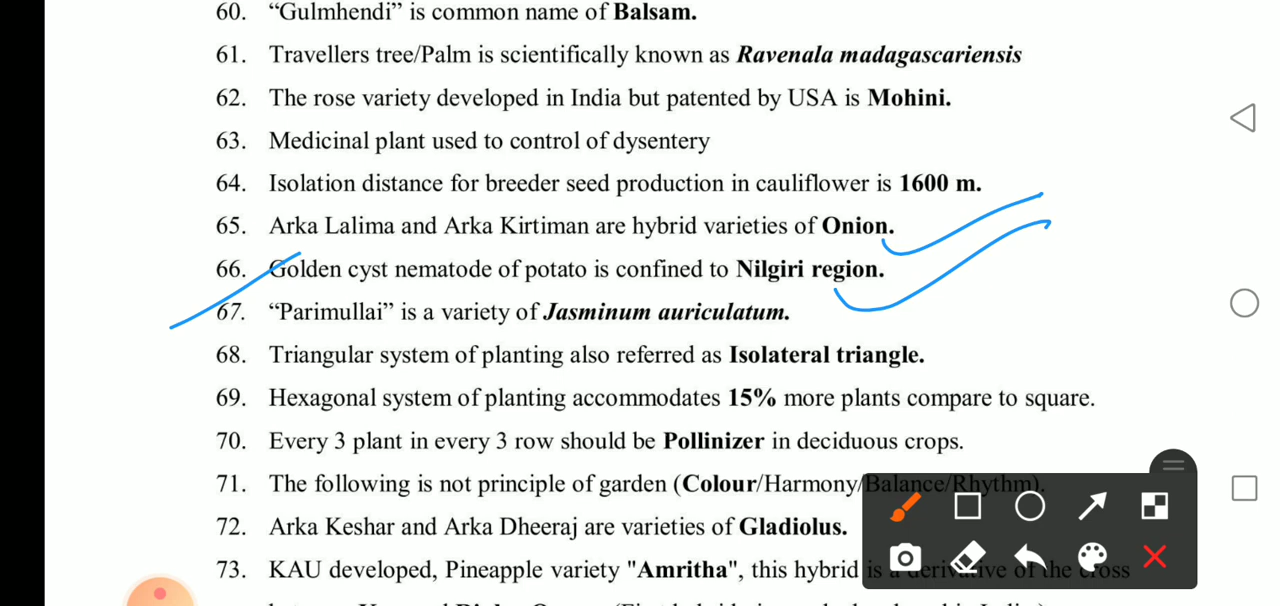 60. “Gulmhendi” is common name of Balsam.
61. Travellers tree/Palm is scientifically known as Ravenala madagascariensis
62. The rose variety developed in India but patented by USA is Mohini.
63. Medicinal plant used to control of dysentery
64. Isolation distance for breeder seed production in cauliflower is 1600 m.
65. Arka Lalima and Arka Kirtiman are hybrid varieties of Onion.
66. Golden cyst nematode of potato is confined to Nilgiri region.
67. “Parimullai” is a variety of Jasminum auriculatum.
68. Triangular system of planting also referred as Isolateral triangle.
69. Hexagonal system of planting accommodates 15% more plants compare to square.
70. Every 3 plant in every 3 row should be Pollinizer in deciduous crops.
71. The following is not principle of garden (Colour/Harmony/Balance/Rhythm).
72. Arka Keshar and Arka Dheeraj are varieties of Gladiolus.
73. KAU developed, Pineapple variety "Amritha", this hybrid is a derivative of the cross